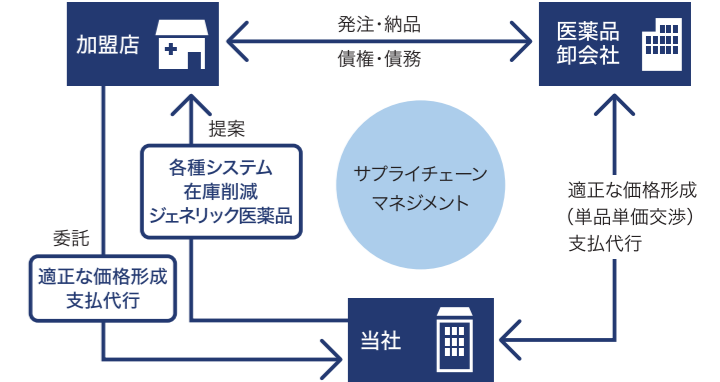 加盟店
発注・納品
債権・債務
医薬品
卸会社
提案
各種システム
在庫削減
ジェネリック医薬品
サプライチェーン
マネジメント
適正な価格形成
（単品単価交渉）
支払代行
委託
適正な価格形成
支払代行
当社